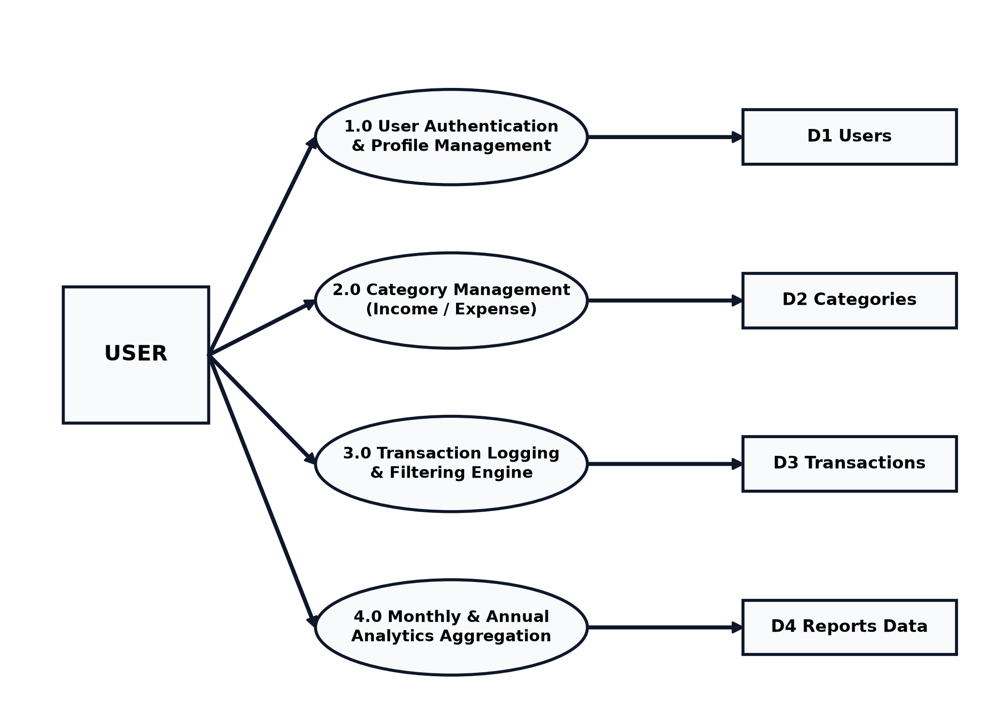 1.0 User Authentication
& Profile Management
D1 Users
2.0 Category Management
(Income / Expense)
D2 Categories
USER
3.0 Transaction Logging
& Filtering Engine
D3 Transactions
4.0 Monthly & Annual
Analytics Aggregation
D4 Reports Data